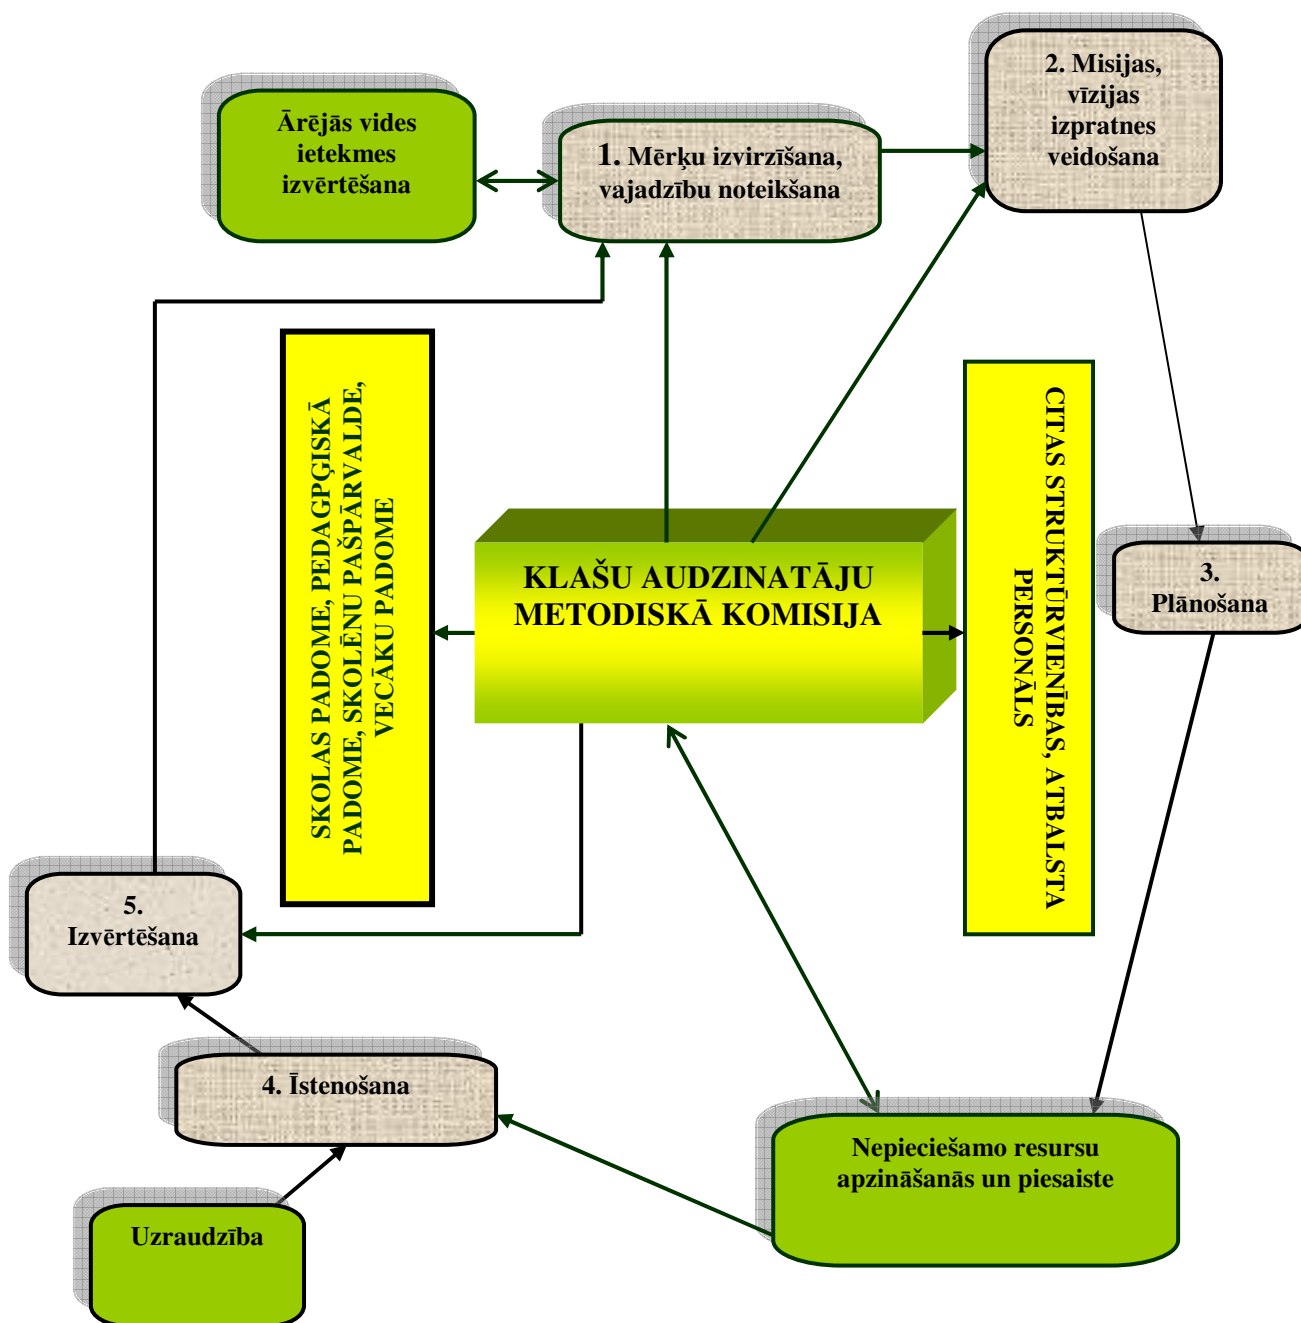 2. Misijas,
vīzijas
izpratnes
veidošana
Ārējās vides
ietekmes
izvērtēšana
1. Mērķu izvirzīšana,
vajadzību noteikšana
SKOLAS PADOME, PEDAGPĢISKĀ
PADOME, SKOLĒNU PAŠPĀRVALDE,
VECĀKU PADOME
KLAŠU AUDZINATĀJU
METODISKĀ KOMISIJA
CITAS STRUKTŪRVIENĪBAS, ATBALSTA
PERSONĀLS
3.
Plānošana
5.
Izvērtēšana
4. Īstenošana
Nepieciešamo resursu
apzināšanās un piesaiste
Uzraudzība